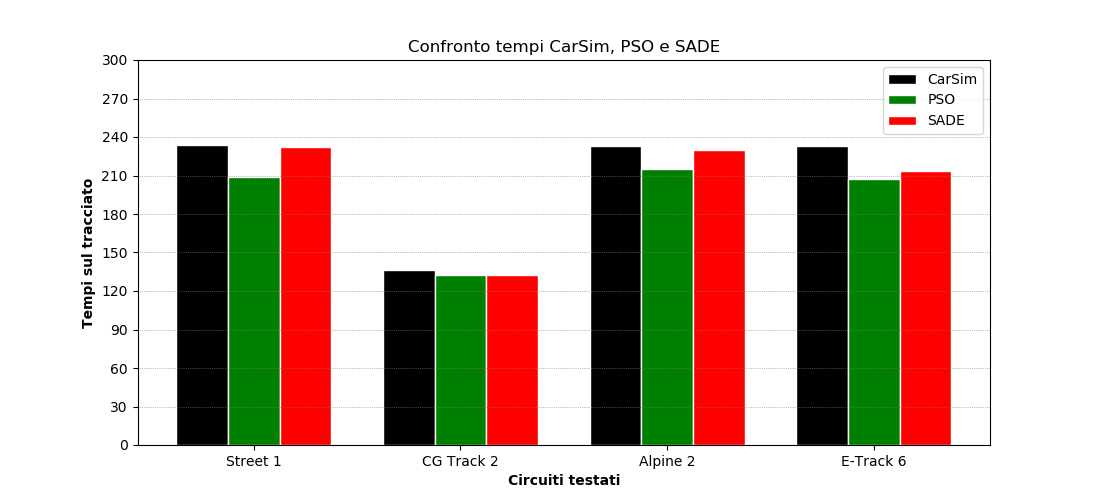 Confronto tempi CarSim, PSO e SADE
CarSim
PSO
SADE
300
270
240
210
180
150
120
90
60
30
0
Tempi sul tracciato
Street 1
CG Track 2
Alpine 2
E-Track 6
Circuiti testati